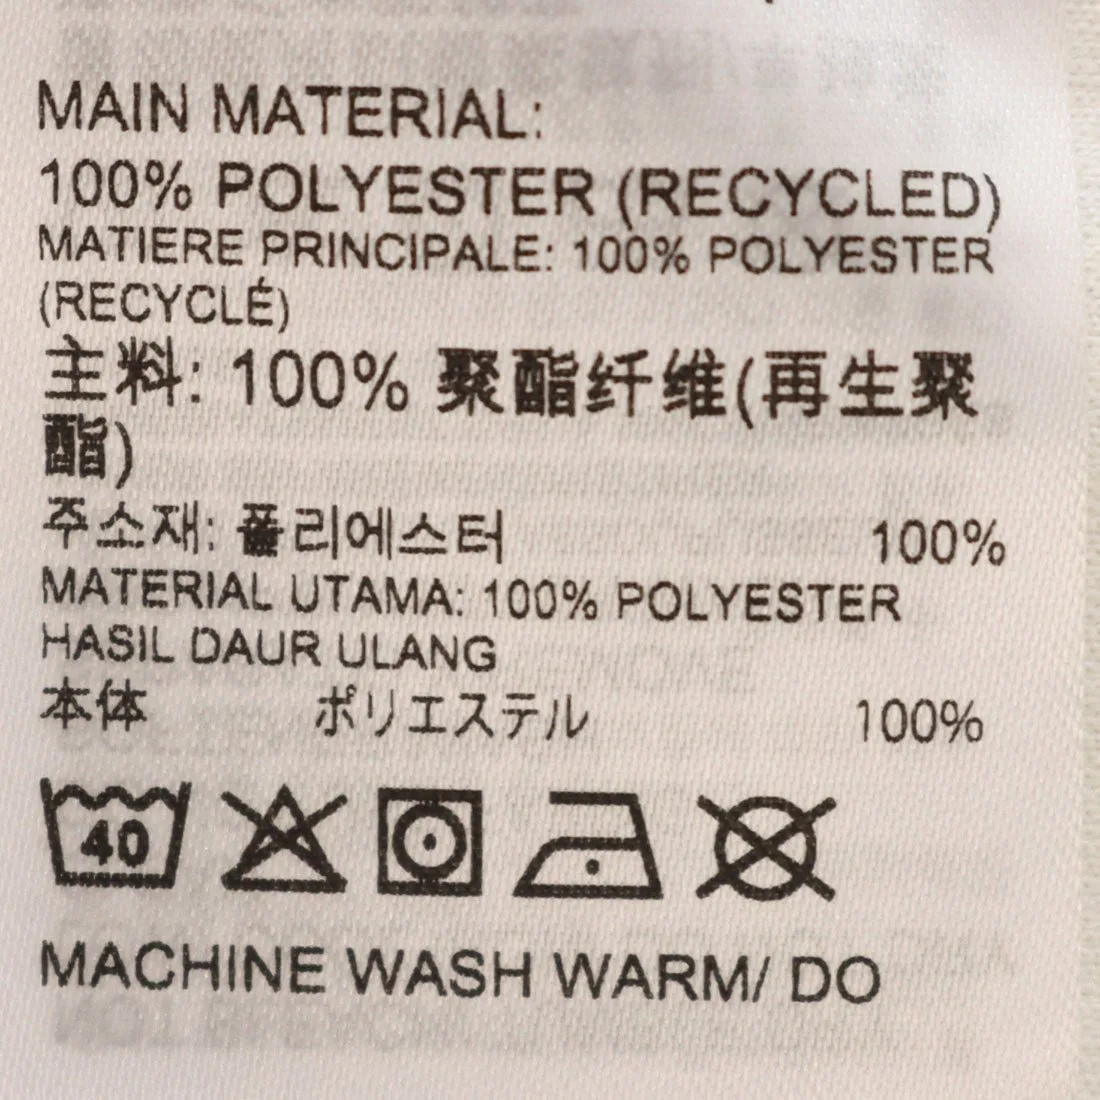 MAIN MATERIAL:
100% POLYESTER (RECYCLED)
MATIERE PRINCIPALE: 100% POLYESTER
(RECYCLÉ)
主料: 100% 聚酯纤维(再生聚
酯)
주소재: 폴리에스터 100%
MATERIAL UTAMA: 100% POLYESTER
HASIL DAUR ULANG
本体 ポリエステル 100%
40
MACHINE WASH WARM/ DO